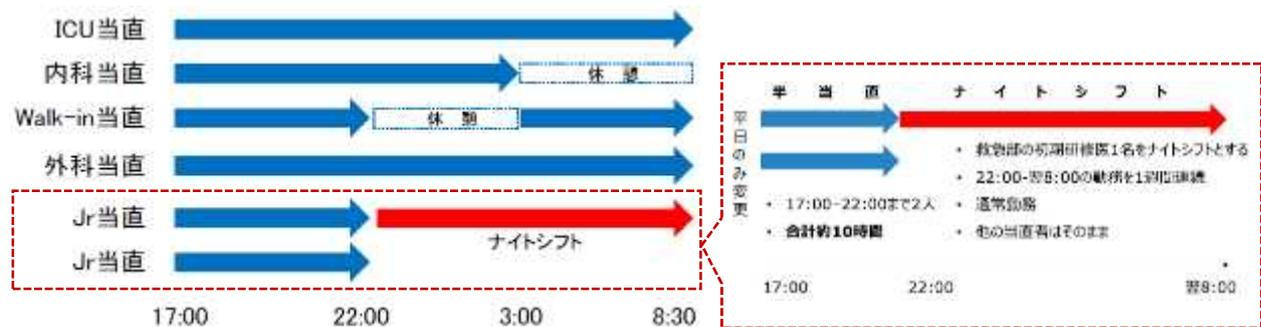 ICU当直
内科当直
休 憩
Walk-in当直
休 憩
外科当直
Jr当直
ナイトシフト
Jr当直
17:00 22:00 3:00 8:30
半 当 直 ナ イ ト シ フ ト
平日のみ変更
・ 救急部の初期研修医1名をナイトシフトとする
・ 22:00-翌8:00の勤務を1週間連続
・ 17:00-22:00まで2人
・ 通常勤務
・ 合計約10時間
・ 他の当直者はそのまま
17:00 22:00 翌8:00